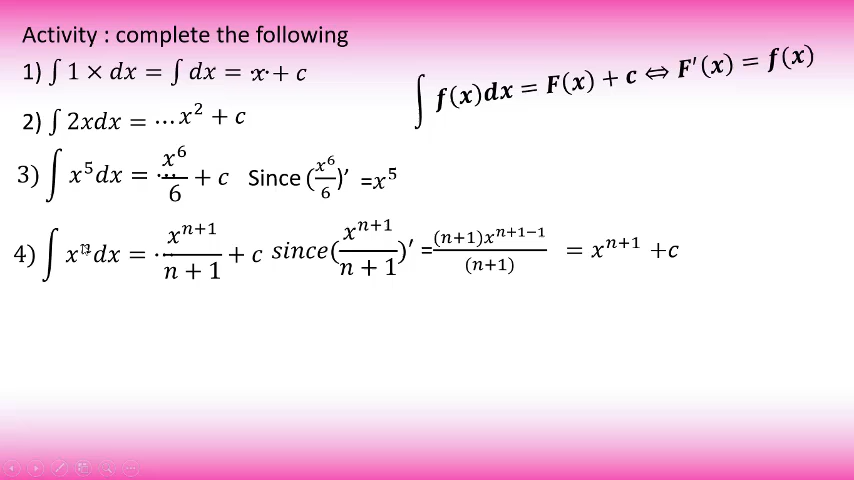 Activity : complete the following
1) ∫ 1 × dx = ∫ dx = x + c
∫ f(x)dx = F(x) + c ⇔ F′(x) = f(x)
2) ∫ 2xdx = ... x² + c
3) ∫ x⁵dx = x⁶/6 + c Since (x⁶/6)′ =x⁵
4) ∫ xⁿdx = xⁿ⁺¹/(n + 1) + c since(xⁿ⁺¹/(n + 1))′ = (n+1)xⁿ⁺¹⁻¹/(n+1) = xⁿ⁺¹ +c